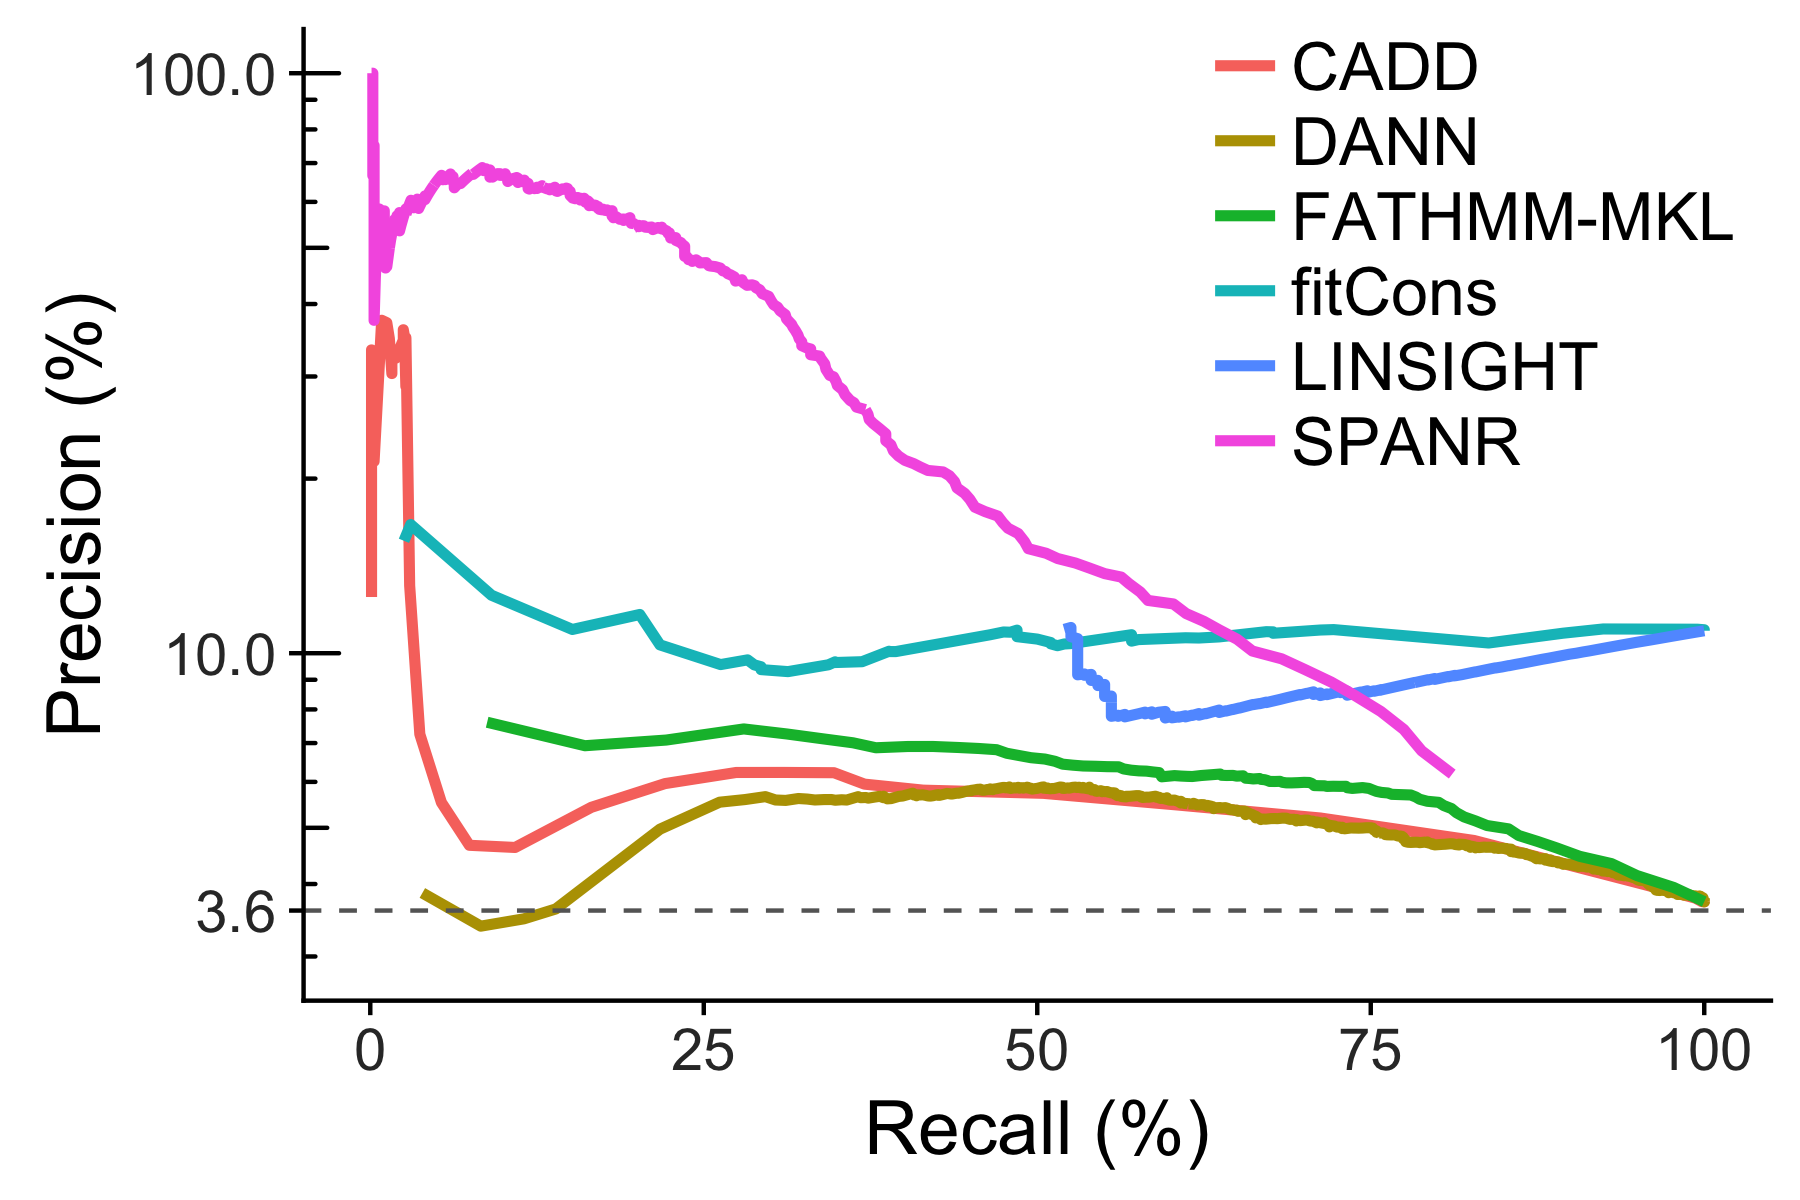 Precision (%)
100.0
10.0
3.6
CADD
DANN
FATHMM-MKL
fitCons
LINSIGHT
SPANR
0 25 50 75 100
Recall (%)